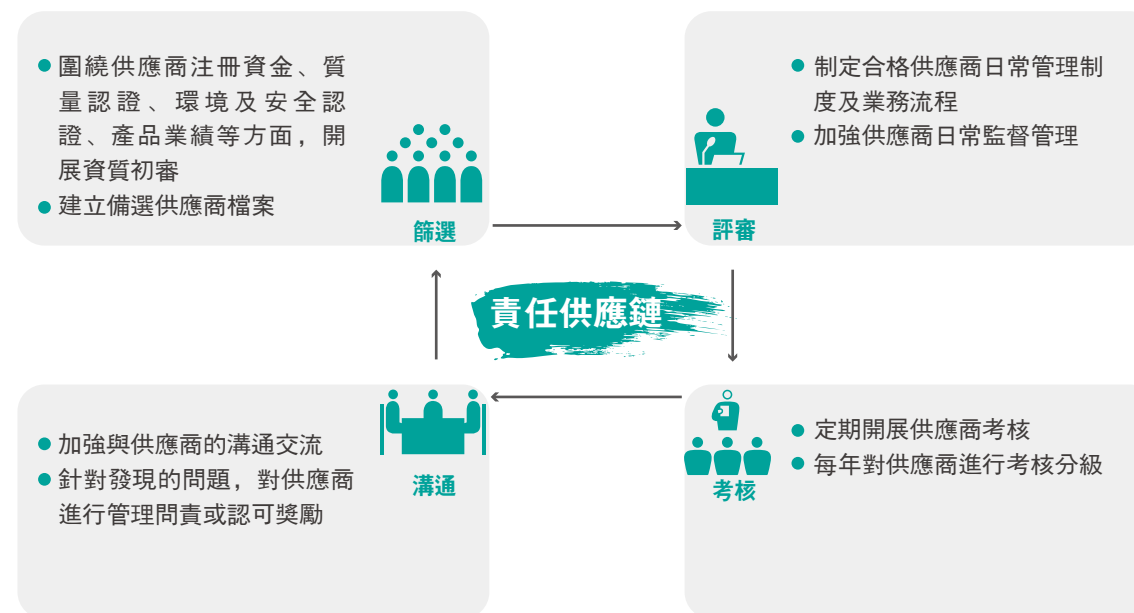 圍繞供應商注冊資金、質
量認證、環境及安全認
證、產品業績等方面，開
展資質初審
建立備選供應商檔案
篩選
制定合格供應商日常管理制
度及業務流程
加強供應商日常監督管理
評審
責任供應鏈
加強與供應商的溝通交流
針對發現的問題，對供應商
進行管理問責或認可獎勵
溝通
定期開展供應商考核
每年對供應商進行考核分級
考核